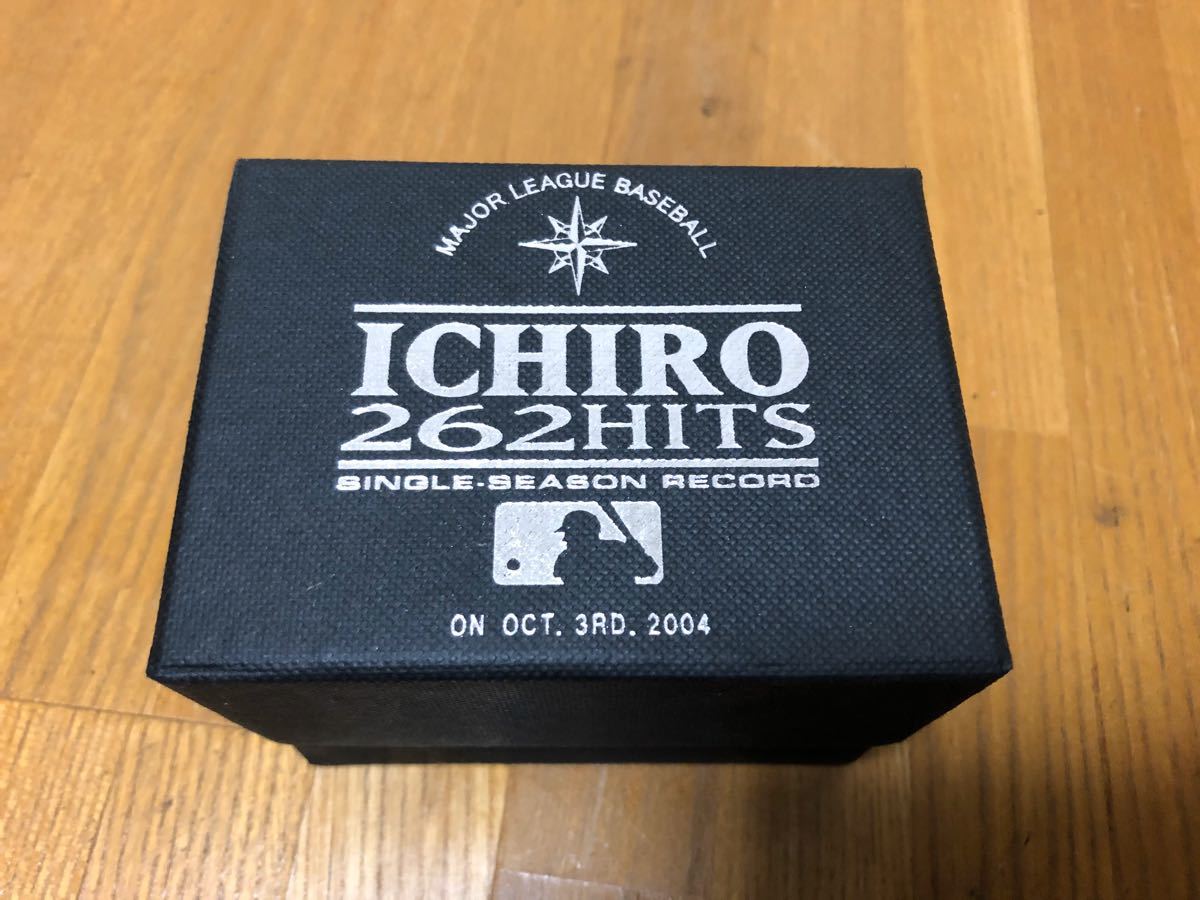 MAJOR LEAGUE BASEBALL
ICHIRO
262HITS
SINGLE-SEASON RECORD
ON OCT. 3RD. 2004